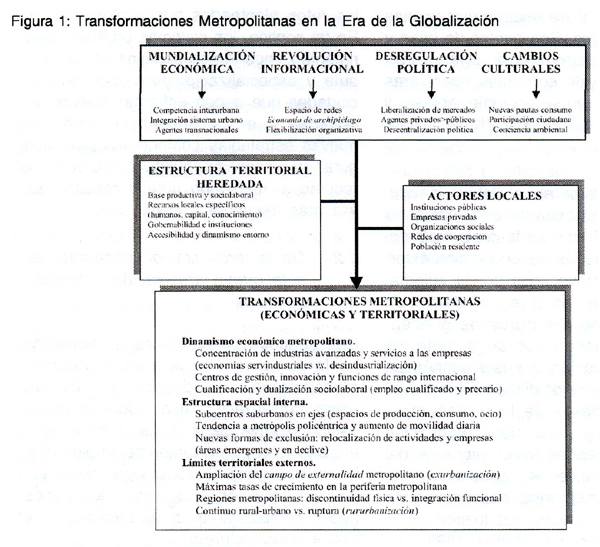 Figura 1: Transformaciones Metropolitanas en la Era de la Globalización
MUNDIALIZACIÓN ECONÓMICA
Competencia interurbana
Integración sistema urbano
Agentes transnacionales
REVOLUCIÓN INFORMACIONAL
Espacio de redes
Economía de archipiélago
Flexibilización organizativa
DESREGULACIÓN POLÍTICA
Liberalización de mercados
Agentes privados>públicos
Descentralización política
CAMBIOS CULTURALES
Nuevas pautas consumo
Participación ciudadana
Conciencia ambiental
ESTRUCTURA TERRITORIAL
HEREDADA
Base productiva y sociolaboral
Recursos locales específicos
(humanos, capital, conocimiento)
Gobernabilidad e instituciones
Accesibilidad y dinamismo entorno
ACTORES LOCALES
Instituciones públicas
Empresas privadas
Organizaciones sociales
Redes de cooperación
Población residente
TRANSFORMACIONES METROPOLITANAS
(ECONÓMICAS Y TERRITORIALES)
Dinamismo económico metropolitano.
Concentración de industrias avanzadas y servicios a las empresas
(economías servindustriales vs. desindustrialización)
Centros de gestión, innovación y funciones de rango internacional
Cualificación y dualización sociolaboral (empleo cualificado y precario)
Estructura espacial interna.
Subcentros suburbanos en ejes (espacios de producción, consumo, ocio)
Tendencia a metrópolis policéntrica y aumento de movilidad diaria
Nuevas formas de exclusión: relocalización de actividades y empresas
(áreas emergentes y en declive)
Límites territoriales externos.
Ampliación del campo de externalidad metropolitano (exurbanización)
Máximas tasas de crecimiento en la periferia metropolitana
Regiones metropolitanas: discontinuidad física vs. integración funcional
Continuo rural-urbano vs. ruptura (rururbanización)